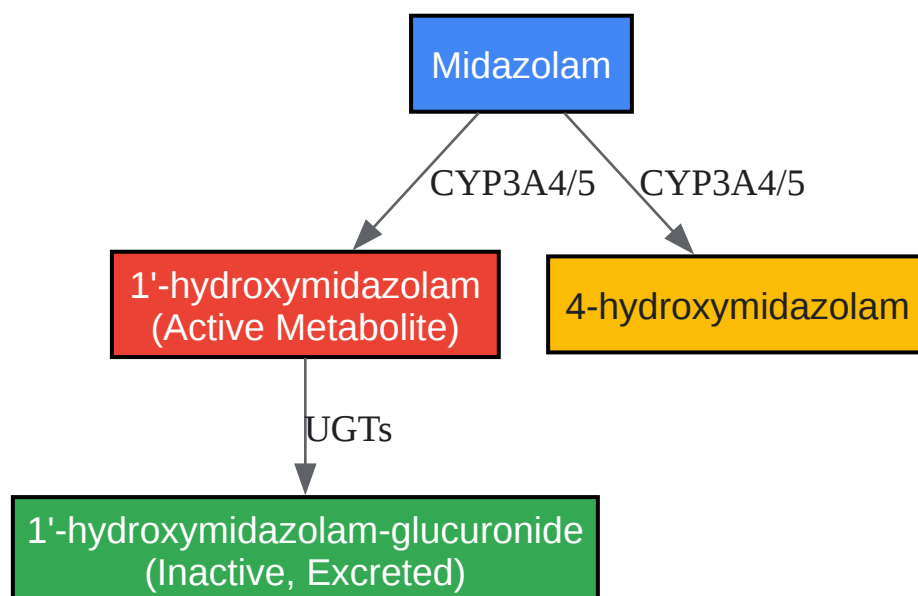 Midazolam
CYP3A4/5
CYP3A4/5
1'-hydroxymidazolam
(Active Metabolite)
4-hydroxymidazolam
UGTs
1'-hydroxymidazolam-glucuronide
(Inactive, Excreted)